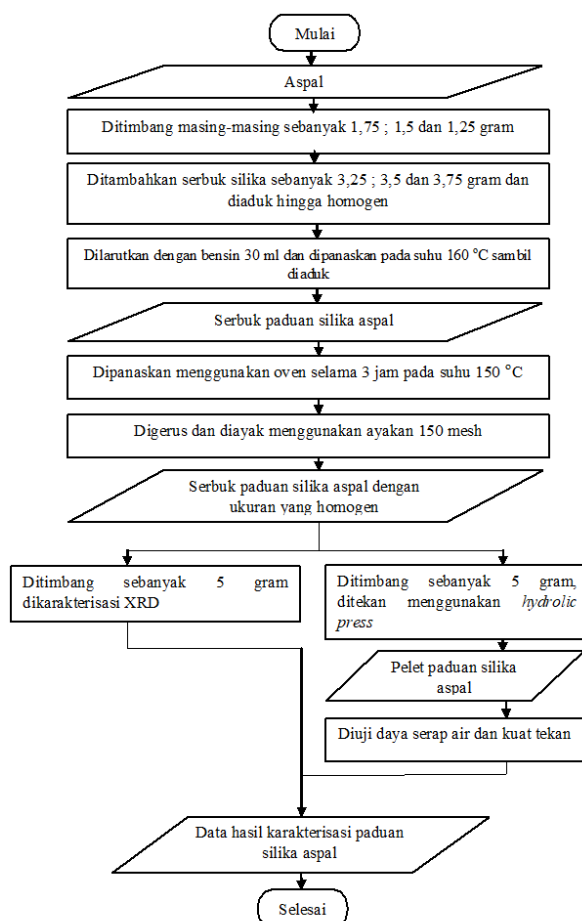 Mulai
Aspal
Ditimbang masing-masing sebanyak 1,75 ; 1,5 dan 1,25 gram
Ditambahkan serbuk silika sebanyak 3,25 ; 3,5 dan 3,75 gram dan
diaduk hingga homogen
Dilarutkan dengan bensin 30 ml dan dipanaskan pada suhu 160 °C sambil
diaduk
Serbuk paduan silika aspal
Dipanaskan menggunakan oven selama 3 jam pada suhu 150 °C
Digerus dan diayak menggunakan ayakan 150 mesh
Serbuk paduan silika aspal dengan
ukuran yang homogen
Ditimbang sebanyak 5 gram
dikarakterisasi XRD
Ditimbang sebanyak 5 gram,
ditekan menggunakan hydrolic
press
Pelet paduan silika
aspal
Diuji daya serap air dan kuat tekan
Data hasil karakterisasi paduan
silika aspal
Selesai